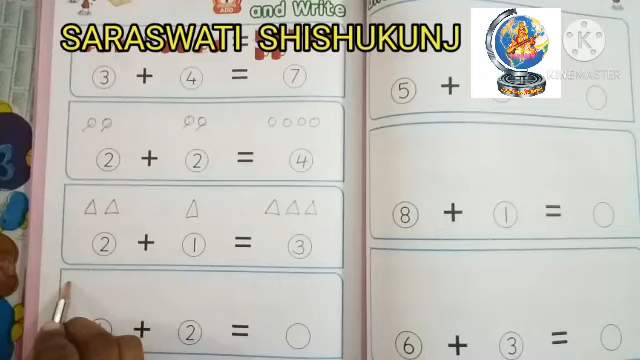 ADD
and Write
SARASWATI SHISHUKUNJ
KINEMASTER
3 + 4 = 7
2 + 2 = 4
2 + 1 = 3
+ 2 =
5 +
8 + 1 =
6 + 3 =